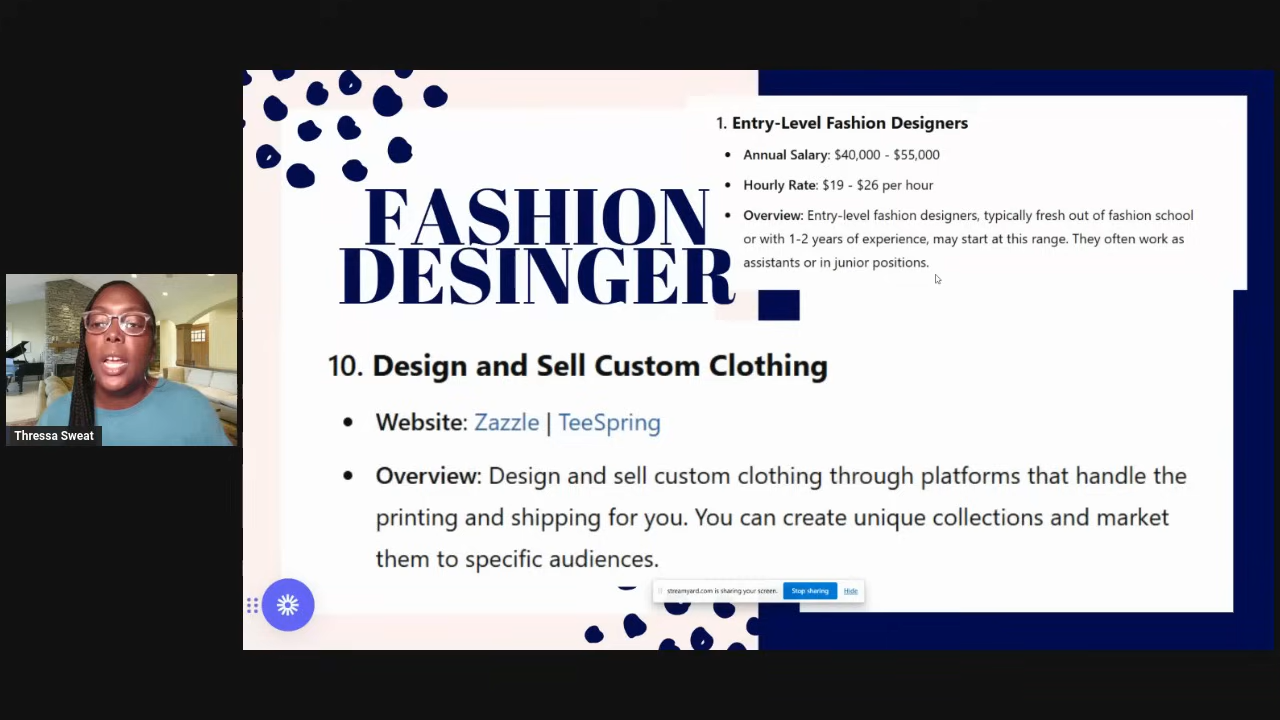 FASHION
DESINGER
1. Entry-Level Fashion Designers
• Annual Salary: $40,000 - $55,000
• Hourly Rate: $19 - $26 per hour
• Overview: Entry-level fashion designers, typically fresh out of fashion school
or with 1-2 years of experience, may start at this range. They often work as
assistants or in junior positions.
10. Design and Sell Custom Clothing
• Website: Zazzle | TeeSpring
• Overview: Design and sell custom clothing through platforms that handle the
printing and shipping for you. You can create unique collections and market
them to specific audiences.
Thressa Sweat
streamyard.com is sharing your screen. Stop sharing Hide